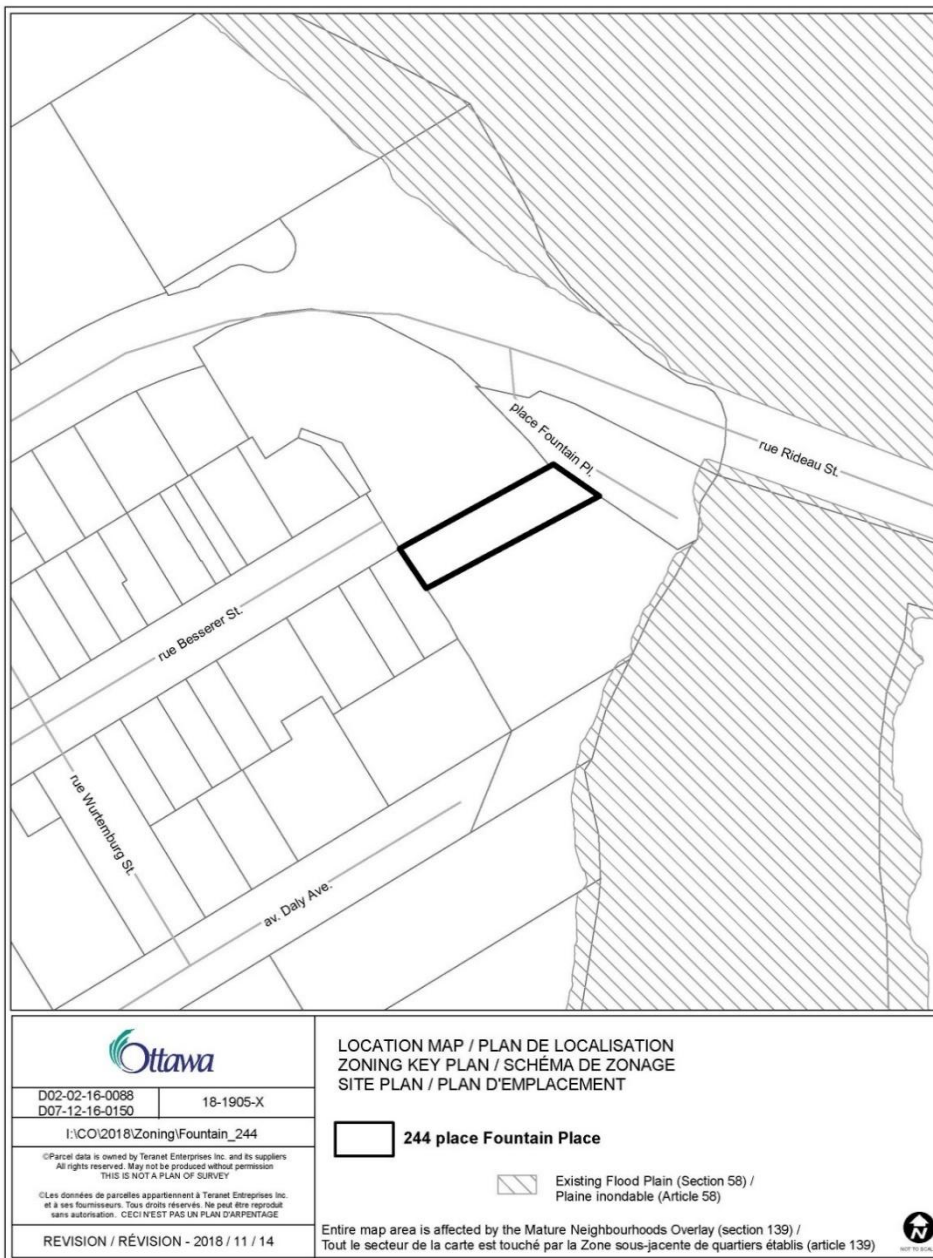 place Fountain Pl.
rue Rideau St.
rue Besserer St.
rue Wurtemburg St.
av. Daly Ave.
Ottawa
D02-02-16-0088
D07-12-16-0150
18-1905-X
I:\CO\2018\Zoning\Fountain_244
©Parcel data is owned by Teranet Enterprises Inc. and its suppliers
All rights reserved. May not be produced without permission
THIS IS NOT A PLAN OF SURVEY
©Les données de parcelles appartiennent à Teranet Entreprises Inc.
et à ses fournisseurs. Tous droits réservés. Ne peut être reproduit
sans autorisation. CECI N'EST PAS UN PLAN D'ARPENTAGE
REVISION / RÉVISION - 2018 / 11 / 14
LOCATION MAP / PLAN DE LOCALISATION
ZONING KEY PLAN / SCHÉMA DE ZONAGE
SITE PLAN / PLAN D'EMPLACEMENT
244 place Fountain Place
Existing Flood Plain (Section 58) /
Plaine inondable (Article 58)
Entire map area is affected by the Mature Neighbourhoods Overlay (section 139) /
Tout le secteur de la carte est touché par la Zone sous-jacente de quartiers établis (article 139)
N
NOT TO SCALE